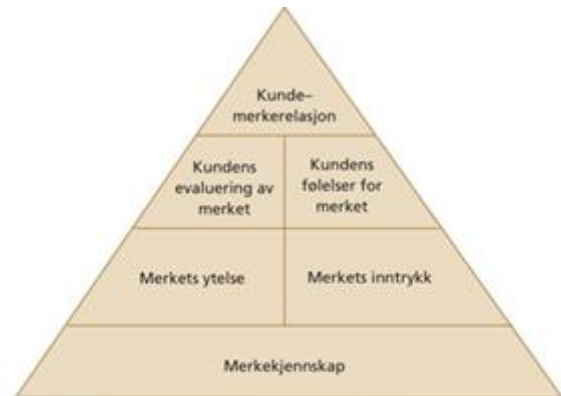 Kunde–
merkerelasjon
Kundens
evaluering av
merket
Kundens
følelser for
merket
Merkets ytelse
Merkets inntrykk
Merkekjennskap